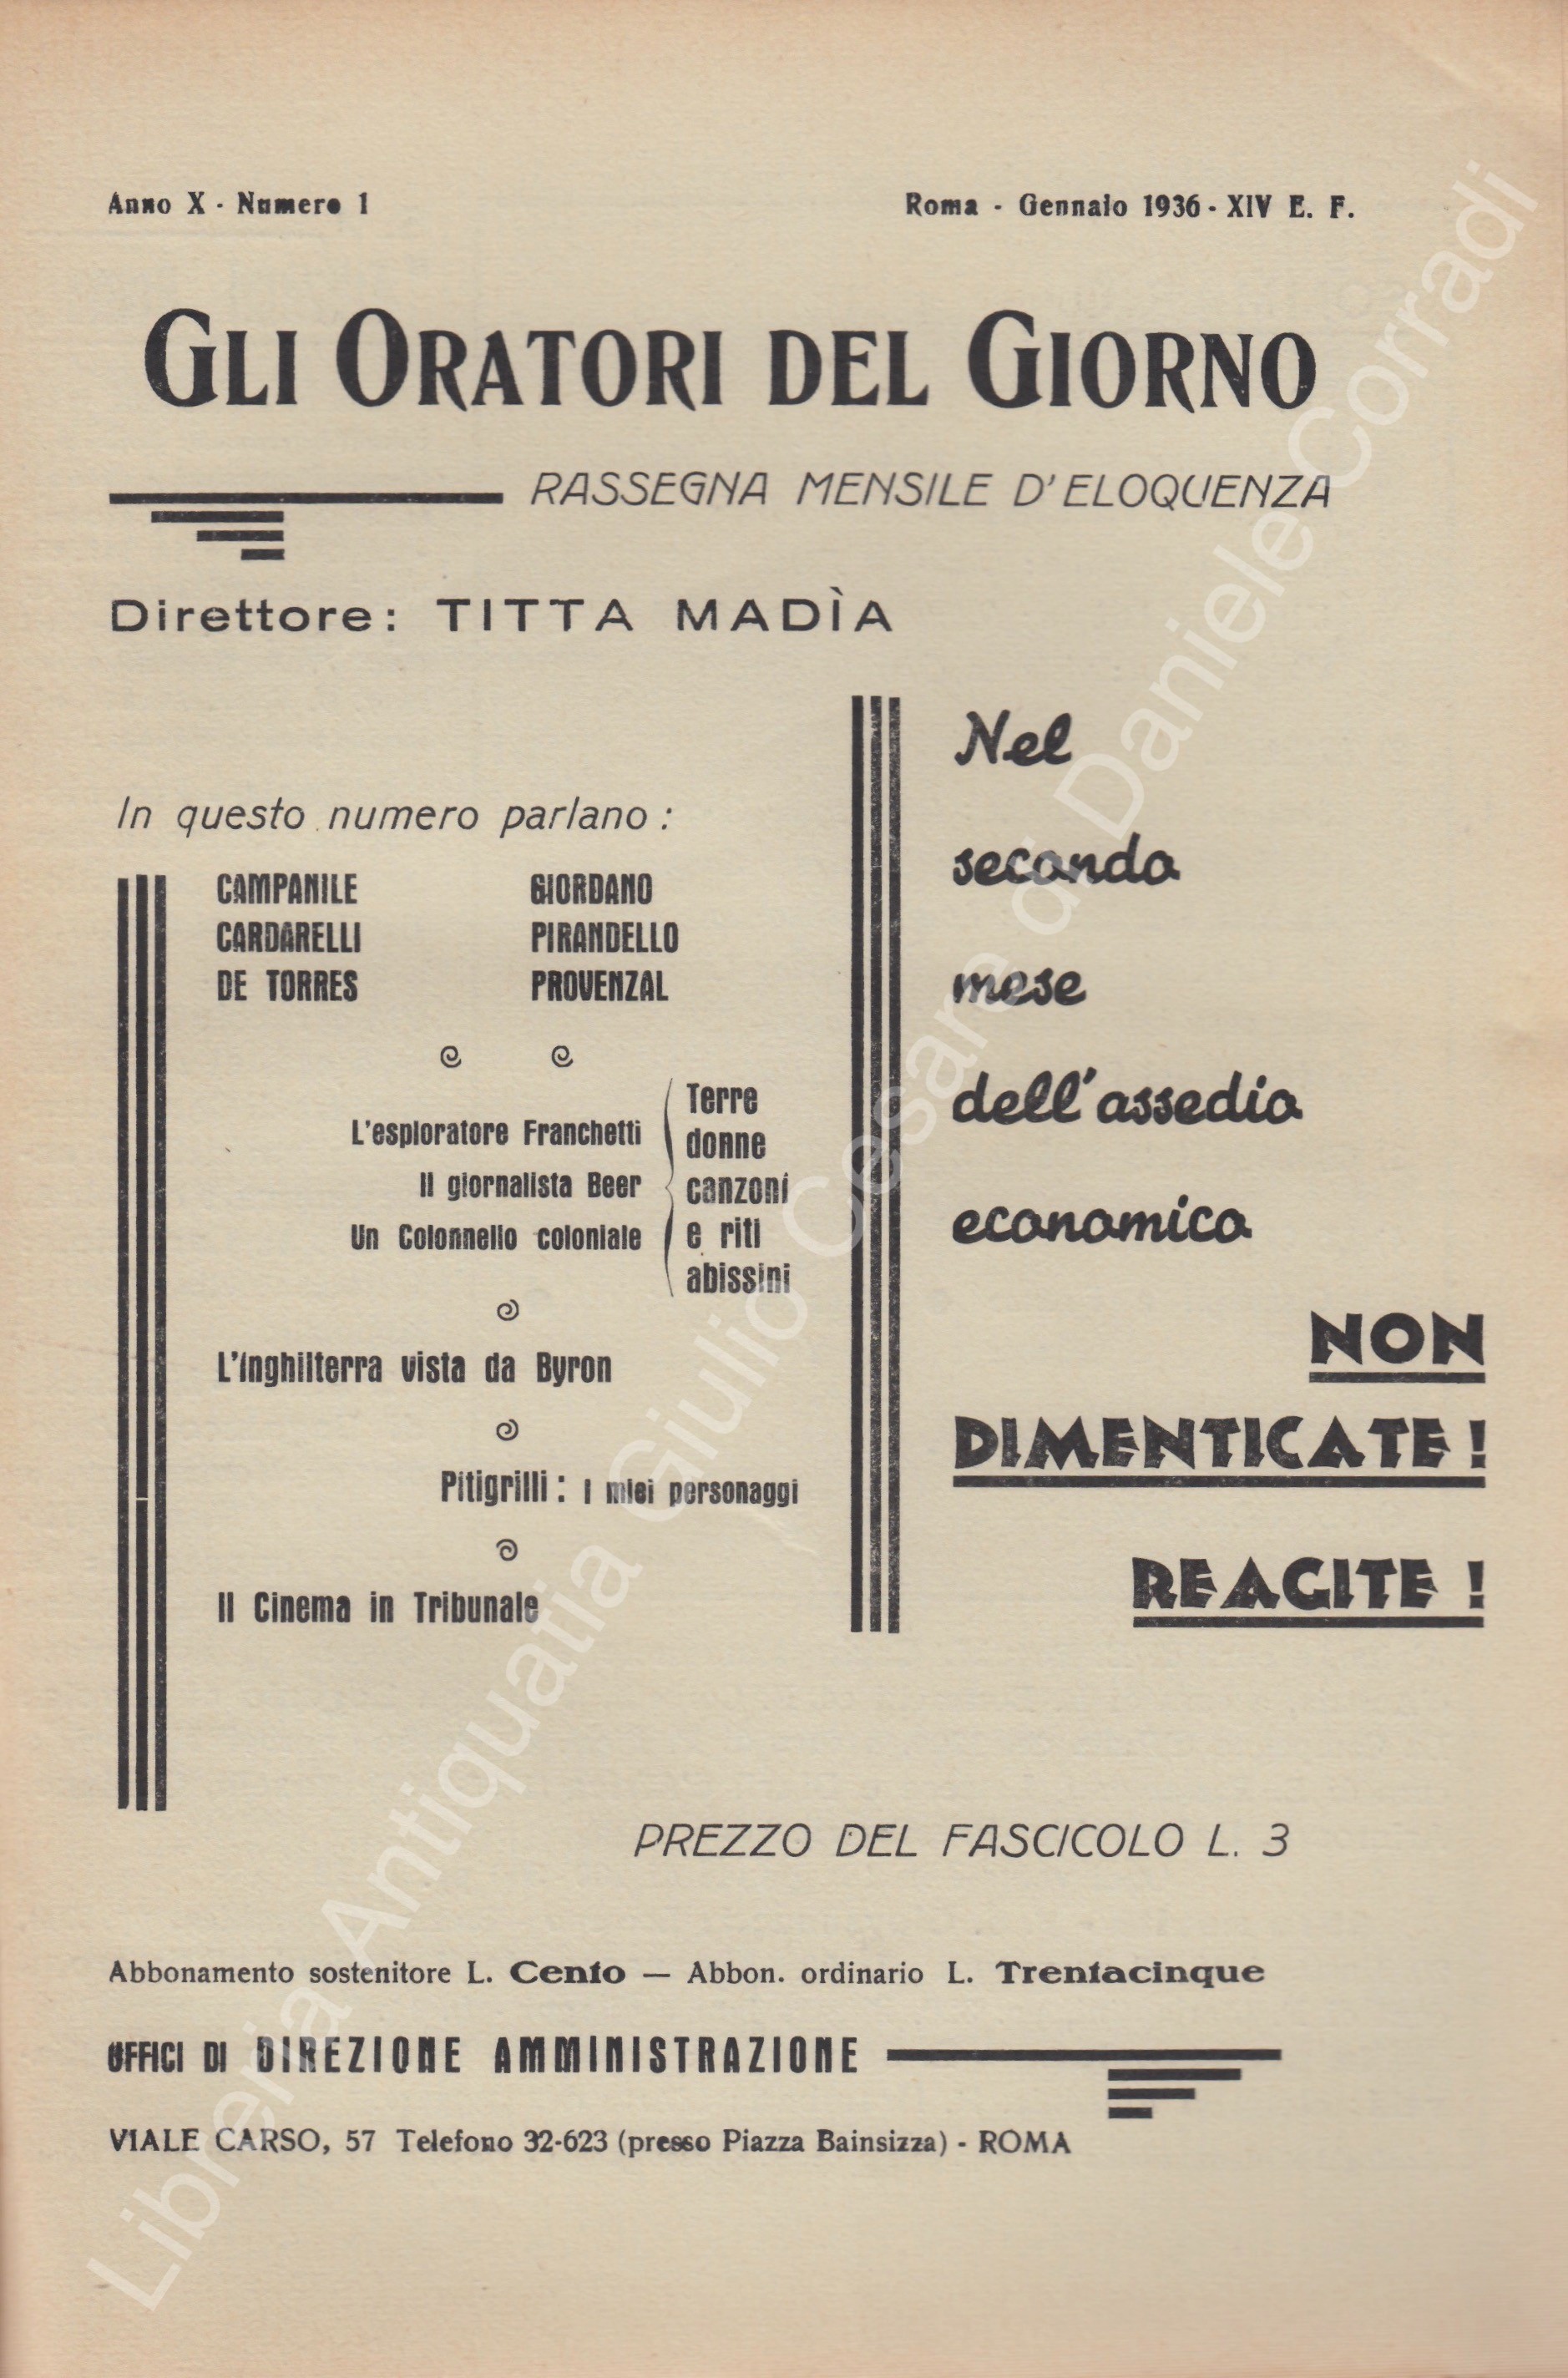 Anno X - Numero 1
Roma - Gennaio 1936 - XIV E. F.
GLI ORATORI DEL GIORNO
RASSEGNA MENSILE D'ELOQUENZA
Direttore: TITTA MADÌA
In questo numero parlano :
CAMPANILE GIORDANO
CARDARELLI PIRANDELLO
DE TORRES PROVENZAL
L'esploratore Franchetti
Il giornalista Beer
Un Colonnello coloniale
Terre
donne
canzoni
e riti
abissini
L'Inghilterra vista da Byron
Pitigrilli : I miei personaggi
Il Cinema in Tribunale
Nel
secondo
mese
dell'assedio
economico
NON
DIMENTICATE !
REAGITE !
PREZZO DEL FASCICOLO L. 3
Abbonamento sostenitore L. Cento — Abbon. ordinario L. Trentacinque
UFFICI DI DIREZIONE AMMINISTRAZIONE
VIALE CARSO, 57 Telefono 32-623 (presso Piazza Bainsizza) - ROMA
Libreria Antiquaria Giulio Cesare di Daniele Corradi